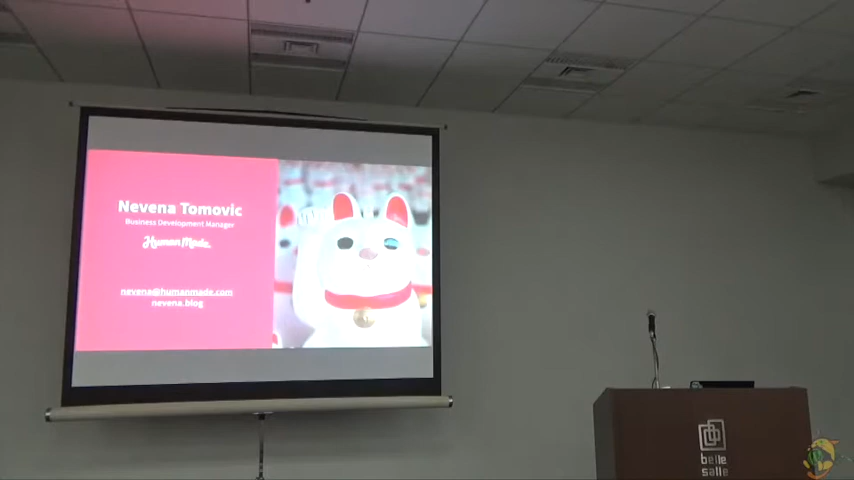 Nevena Tomovic
Business Development Manager
Human Made.
nevena@humanmade.com
nevena.blog
belle
salle